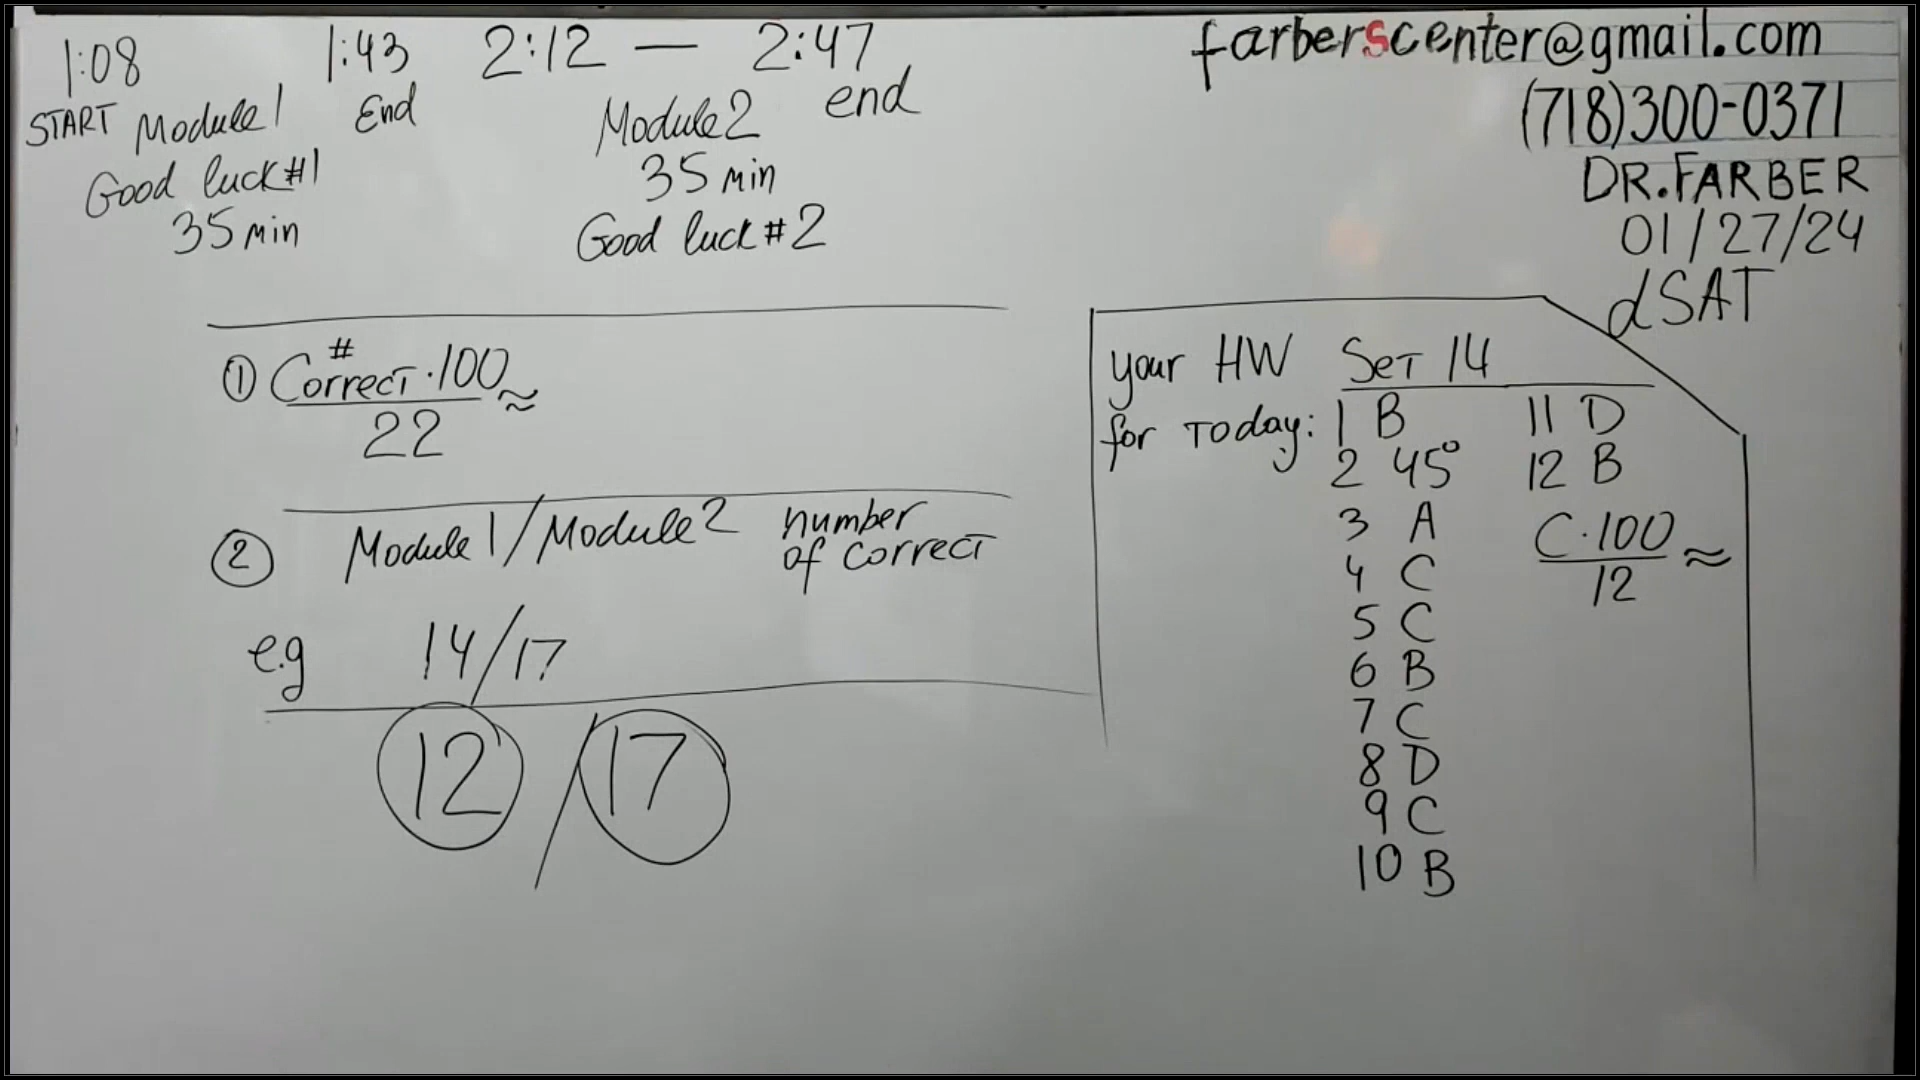 1:08 1:43 2:12 — 2:47
START Module 1 End Module 2 end
Good luck #1 35 min
35 min Good luck #2
farberscenter@gmail.com
(718)300-0371
DR. FARBER
01/27/24
dSAT
① # Correct · 100 ≈
22
② Module 1 / Module 2 number
of correct
e.g 14/17
12 / 17
your HW Set 14
for today: 1 B 11 D
2 45° 12 B
3 A C·100 ≈
4 C 12
5 C
6 B
7 C
8 D
9 C
10 B